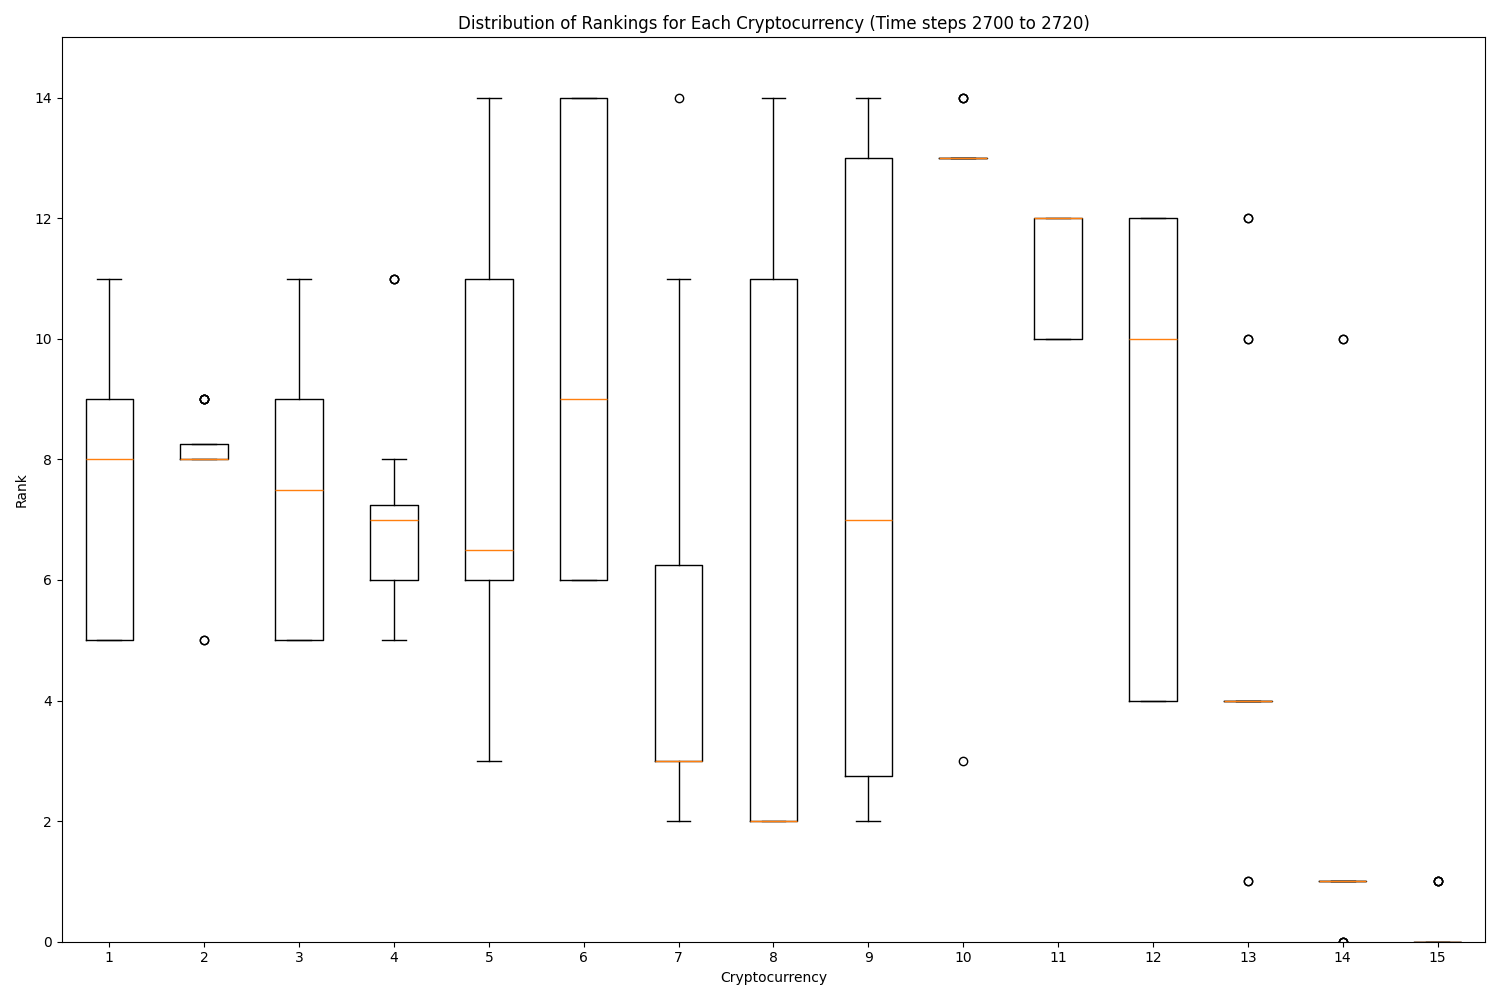 Distribution of Rankings for Each Cryptocurrency (Time steps 2700 to 2720)
Rank
14
12
10
8
6
4
2
0
1 2 3 4 5 6 7 8 9 10 11 12 13 14 15
Cryptocurrency